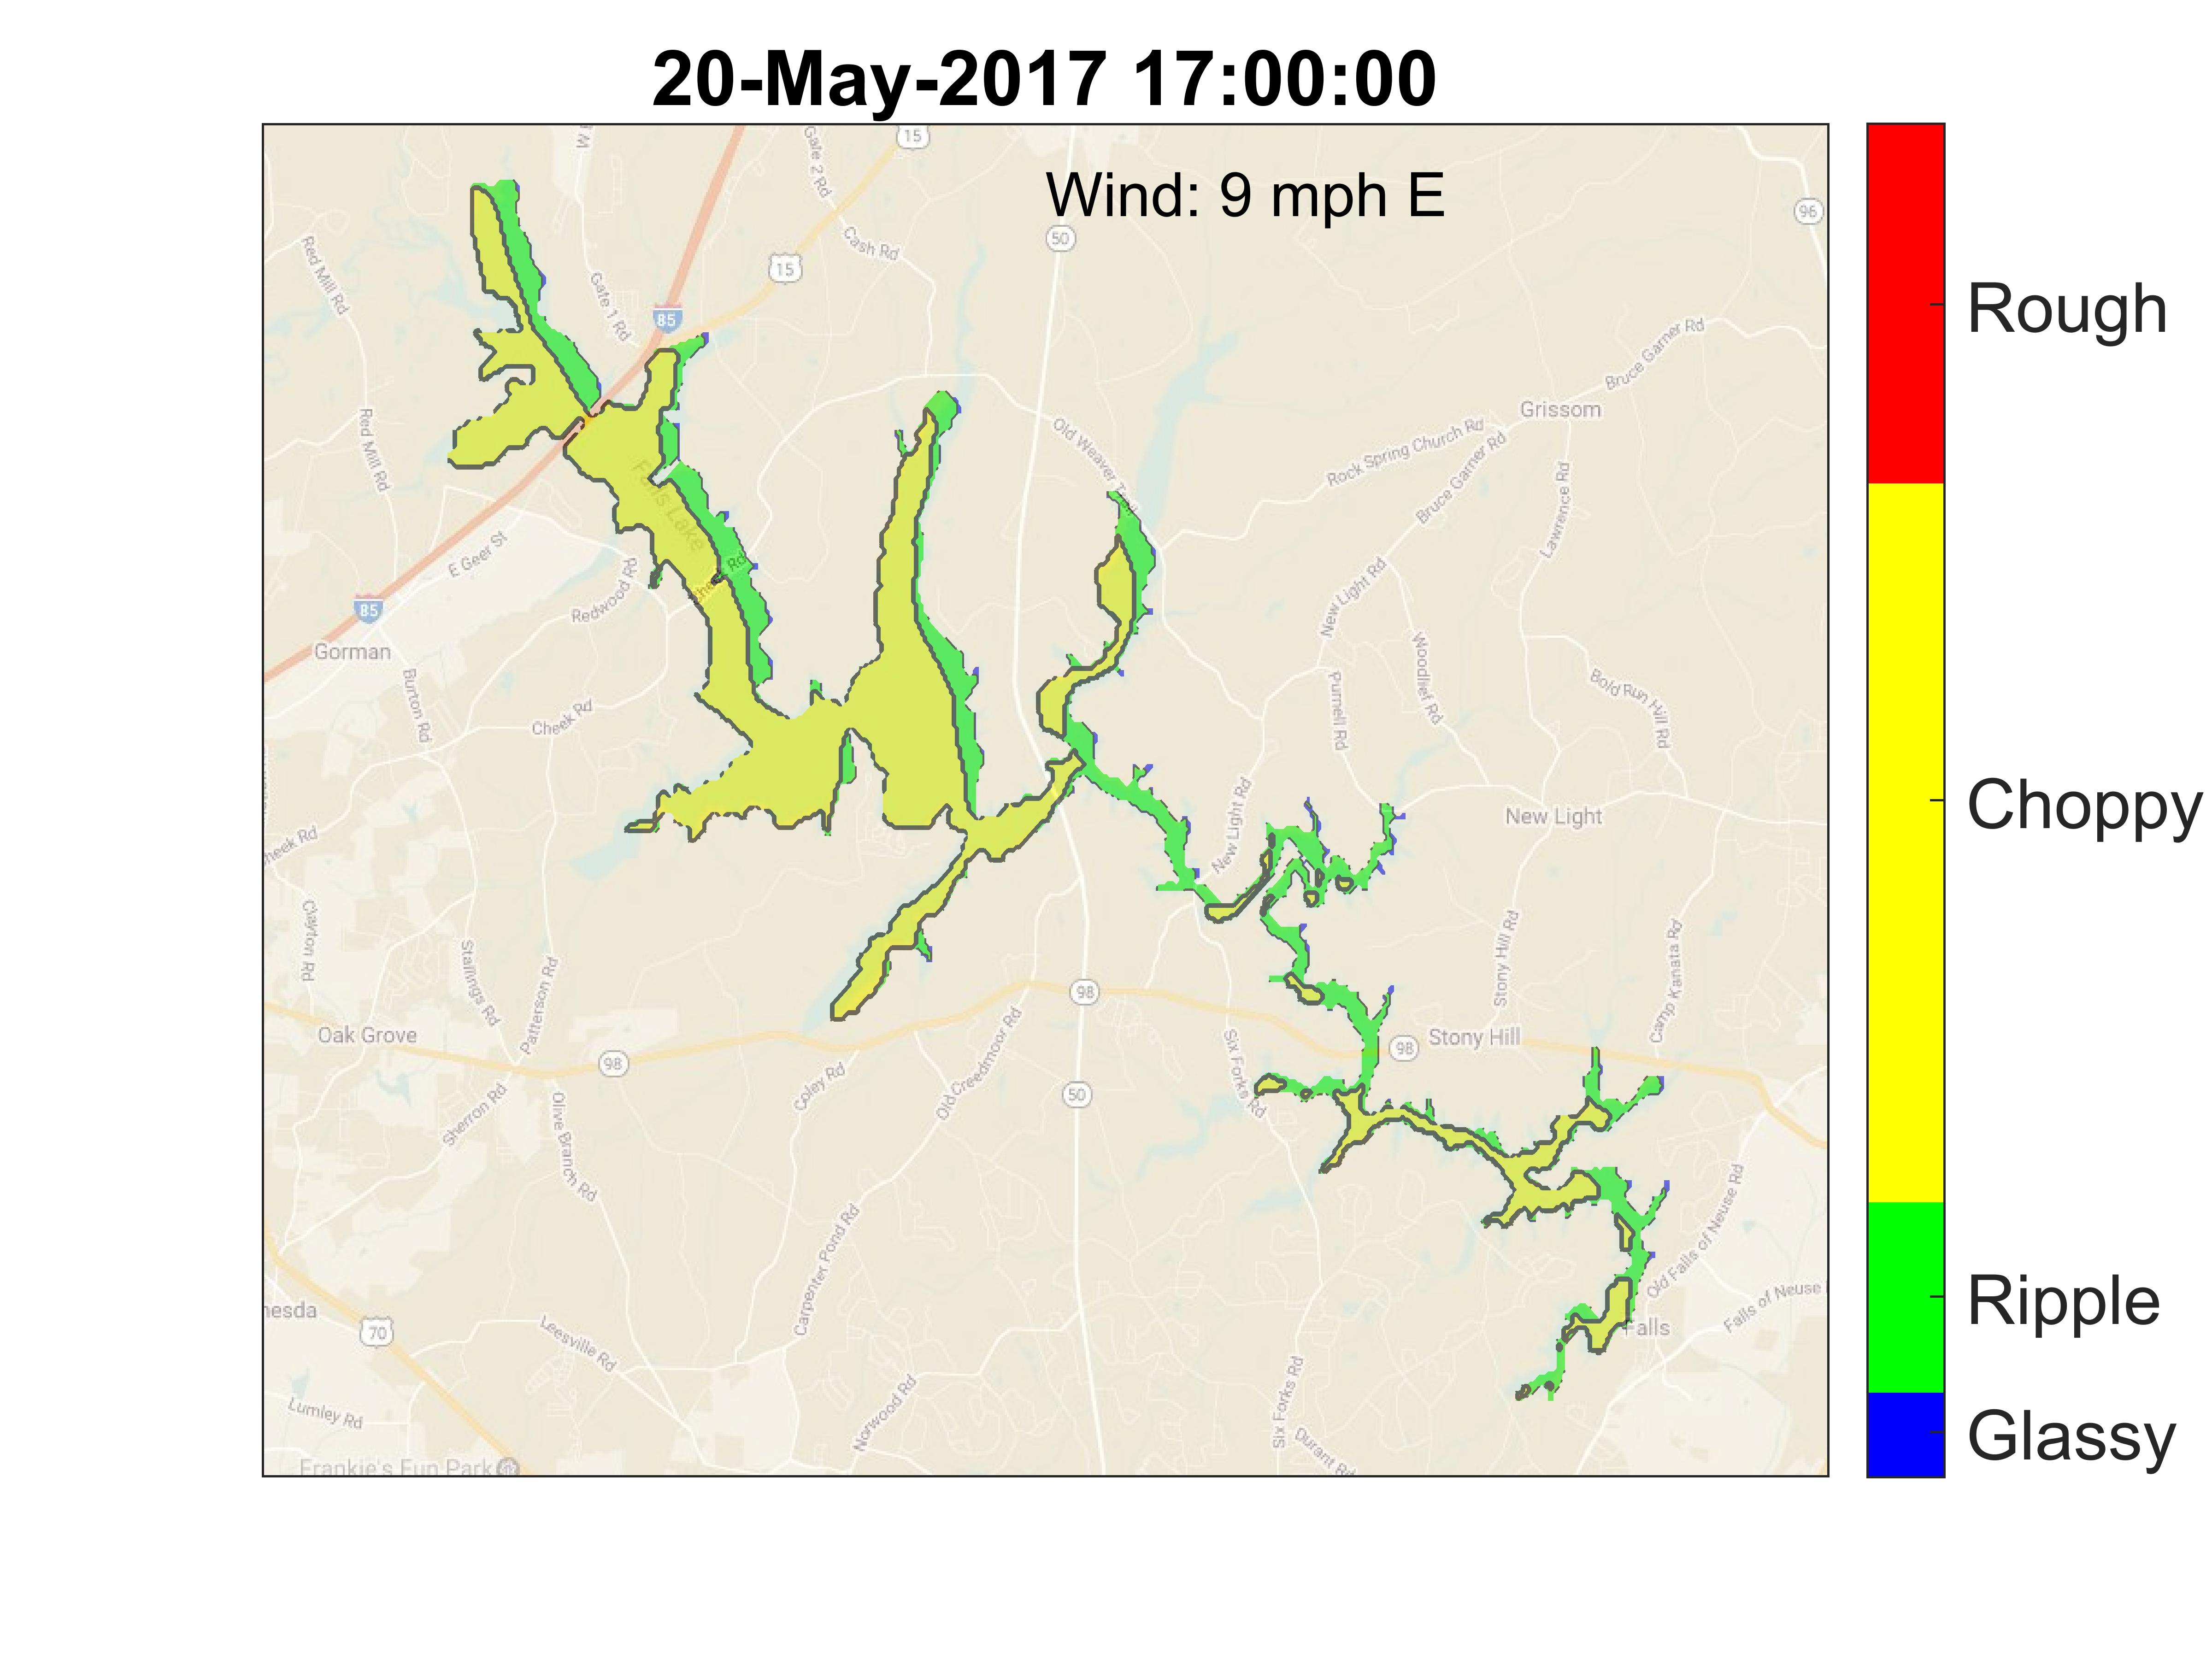 20-May-2017 17:00:00
Wind: 9 mph E
15
Gate 2 Rd
50
96
Cash Rd
15
Red Mill Rd
Gate 1 Rd
85
Bruce Garner Rd
Grissom
Old Weaver Trail
Rock Spring Church Rd
Bruce Garner Rd
Red Mill Rd
Falls Lake
Lawrence Rd
E Geer St
Redwood Rd
Cheek Rd
New Light Rd
85
Gorman
Burton Rd
Cheek Rd
Purnell Rd
Woodlief Rd
Bold Run Hill Rd
New Light Rd
New Light
heek Rd
Clayton Rd
Stallings Rd
Patterson Rd
Stony Hill Rd
Camp Kanata Rd
98
Oak Grove
98
98
Stony Hill
Sherron Rd
Olive Branch Rd
Coley Rd
Old Creedmoor Rd
50
Six Forks Rd
Carpenter Pond Rd
Old Falls of Neuse Rd
Falls of Neuse
nesda
70
Leesville Rd
Falls
Lumley Rd
Norwood Rd
Six Forks Rd
Durant Rd
Frankie's Fun Park
Rough
Choppy
Ripple
Glassy